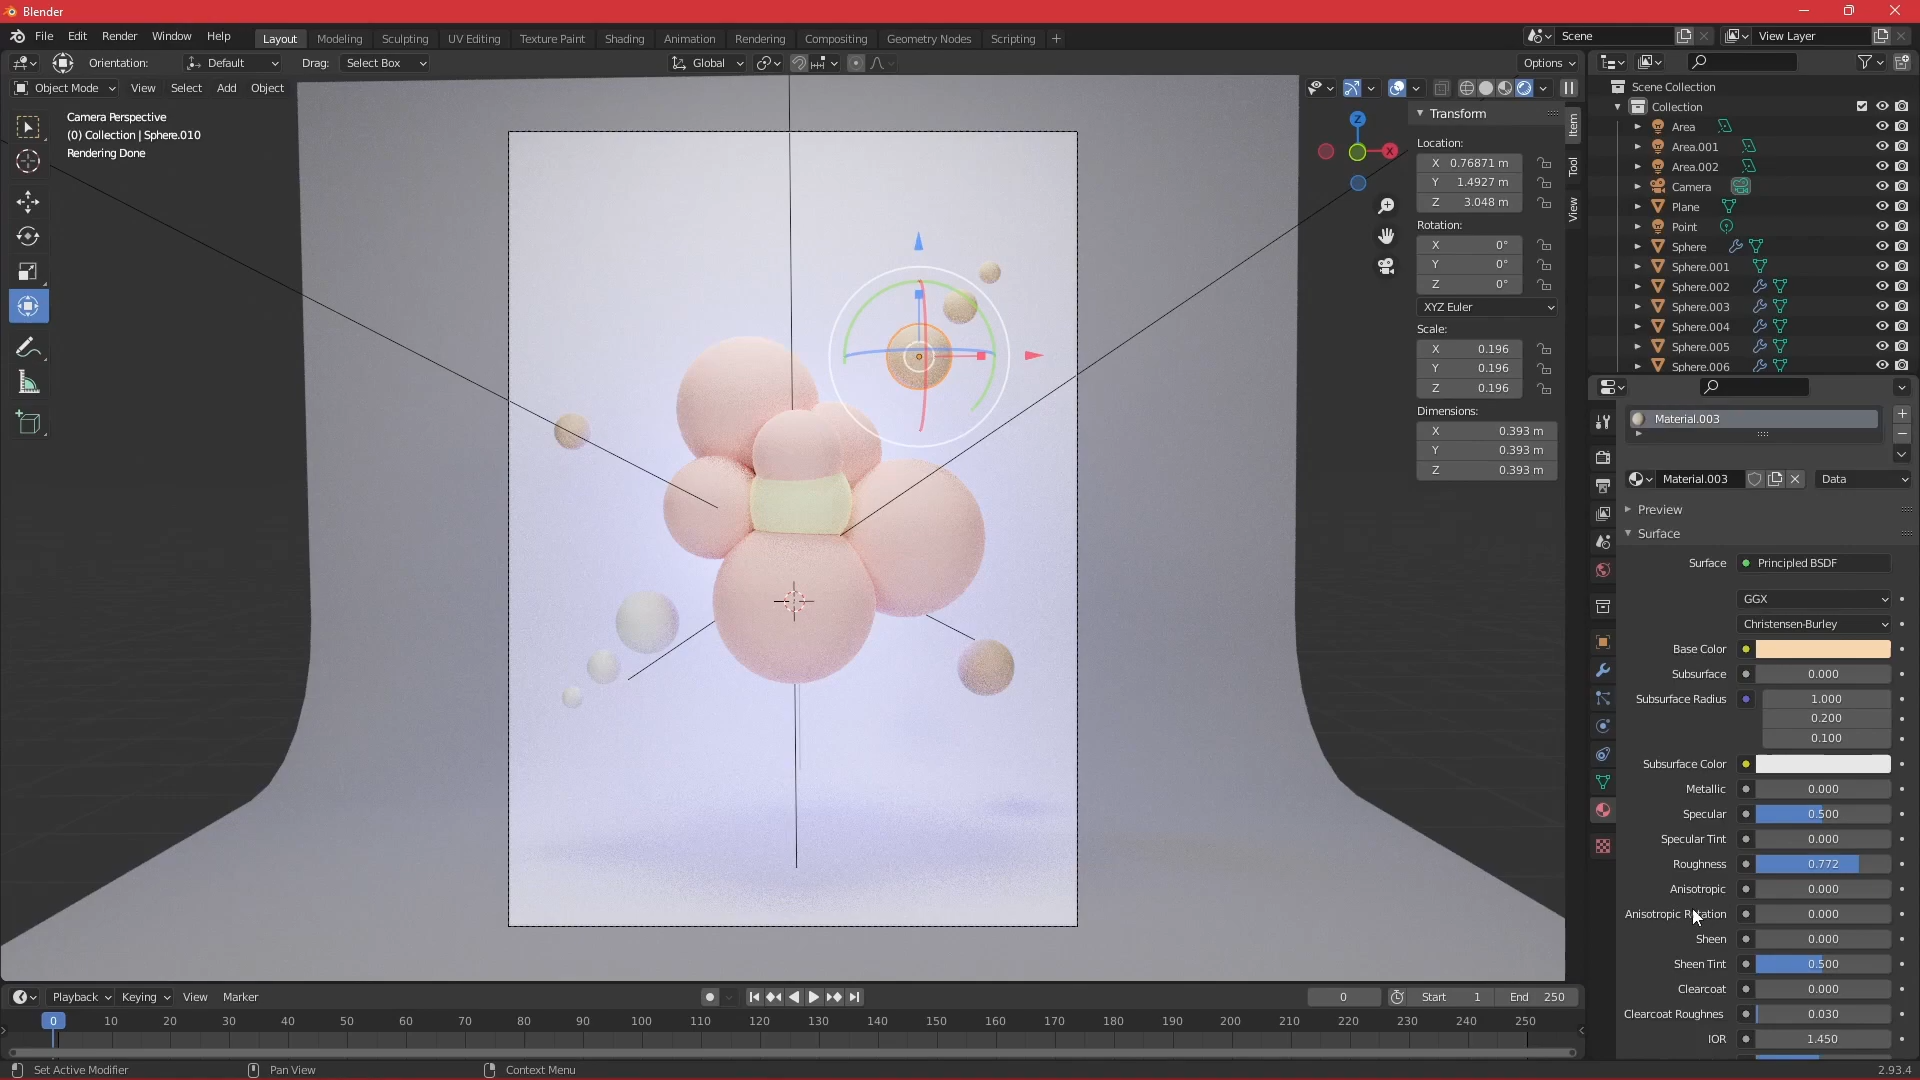 Blender
File Edit Render Window Help Layout Modeling Sculpting UV Editing Texture Paint Shading Animation Rendering Compositing Geometry Nodes Scripting + Scene View Layer
Orientation: Default Drag: Select Box Global Options
Object Mode View Select Add Object
Camera Perspective
(0) Collection | Sphere.010
Rendering Done
Z
X
Transform
Location:
X 0.76871 m
Y 1.4927 m
Z 3.048 m
Rotation:
X 0°
Y 0°
Z 0°
XYZ Euler
Scale:
X 0.196
Y 0.196
Z 0.196
Dimensions:
X 0.393 m
Y 0.393 m
Z 0.393 m
Item
Tool
View
Scene Collection
Collection
Area
Area.001
Area.002
Camera
Plane
Point
Sphere
Sphere.001
Sphere.002
Sphere.003
Sphere.004
Sphere.005
Sphere.006
Material.003
Material.003 Data
Preview
Surface
Surface Principled BSDF
GGX
Christensen-Burley
Base Color
Subsurface 0.000
Subsurface Radius 1.000
0.200
0.100
Subsurface Color
Metallic 0.000
Specular 0.500
Specular Tint 0.000
Roughness 0.772
Anisotropic 0.000
Anisotropic Rotation 0.000
Sheen 0.000
Sheen Tint 0.500
Clearcoat 0.000
Clearcoat Roughnes 0.030
IOR 1.450
Playback Keying View Marker 0 Start 1 End 250
0 10 20 30 40 50 60 70 80 90 100 110 120 130 140 150 160 170 180 190 200 210 220 230 240 250
Set Active Modifier Pan View Context Menu 2.93.4